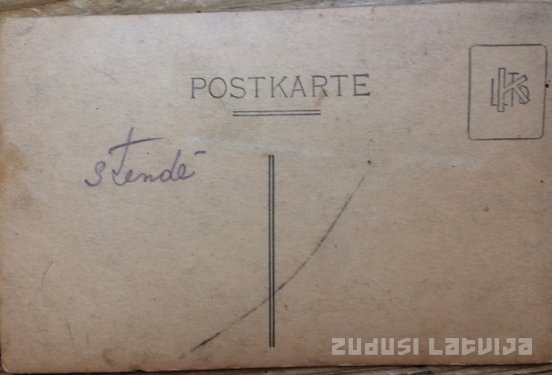 POSTKARTE
Stendē
ZUDUSI LATVIJA